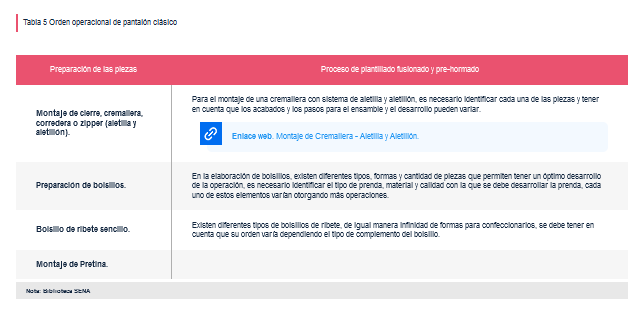 Tabla 5 Orden operacional de pantalón clásico
Preparación de las piezas
Proceso de plantillado fusionado y pre-hormado
Montaje de cierre, cremallera,
corredera o zipper (aletilla y
aletillón).
Para el montaje de una cremallera con sistema de aletilla y aletillón, es necesario identificar cada una de las piezas y tener
en cuenta que los acabados y los pasos para el ensamble y el desarrollo pueden variar.
Enlace web. Montaje de Cremallera - Aletilla y Aletillón.
Preparación de bolsillos.
En la elaboración de bolsillos, existen diferentes tipos, formas y cantidad de piezas que permiten tener un óptimo desarrollo
de la operación, es necesario identificar el tipo de prenda, material y calidad con la que se debe desarrollar la prenda, cada
uno de estos elementos varían otorgando más operaciones.
Bolsillo de ribete sencillo.
Existen diferentes tipos de bolsillos de ribete, de igual manera infinidad de formas para confeccionarlos, se debe tener en
cuenta que su orden varía dependiendo el tipo de complemento del bolsillo.
Montaje de Pretina.
Nota: Biblioteca SENA